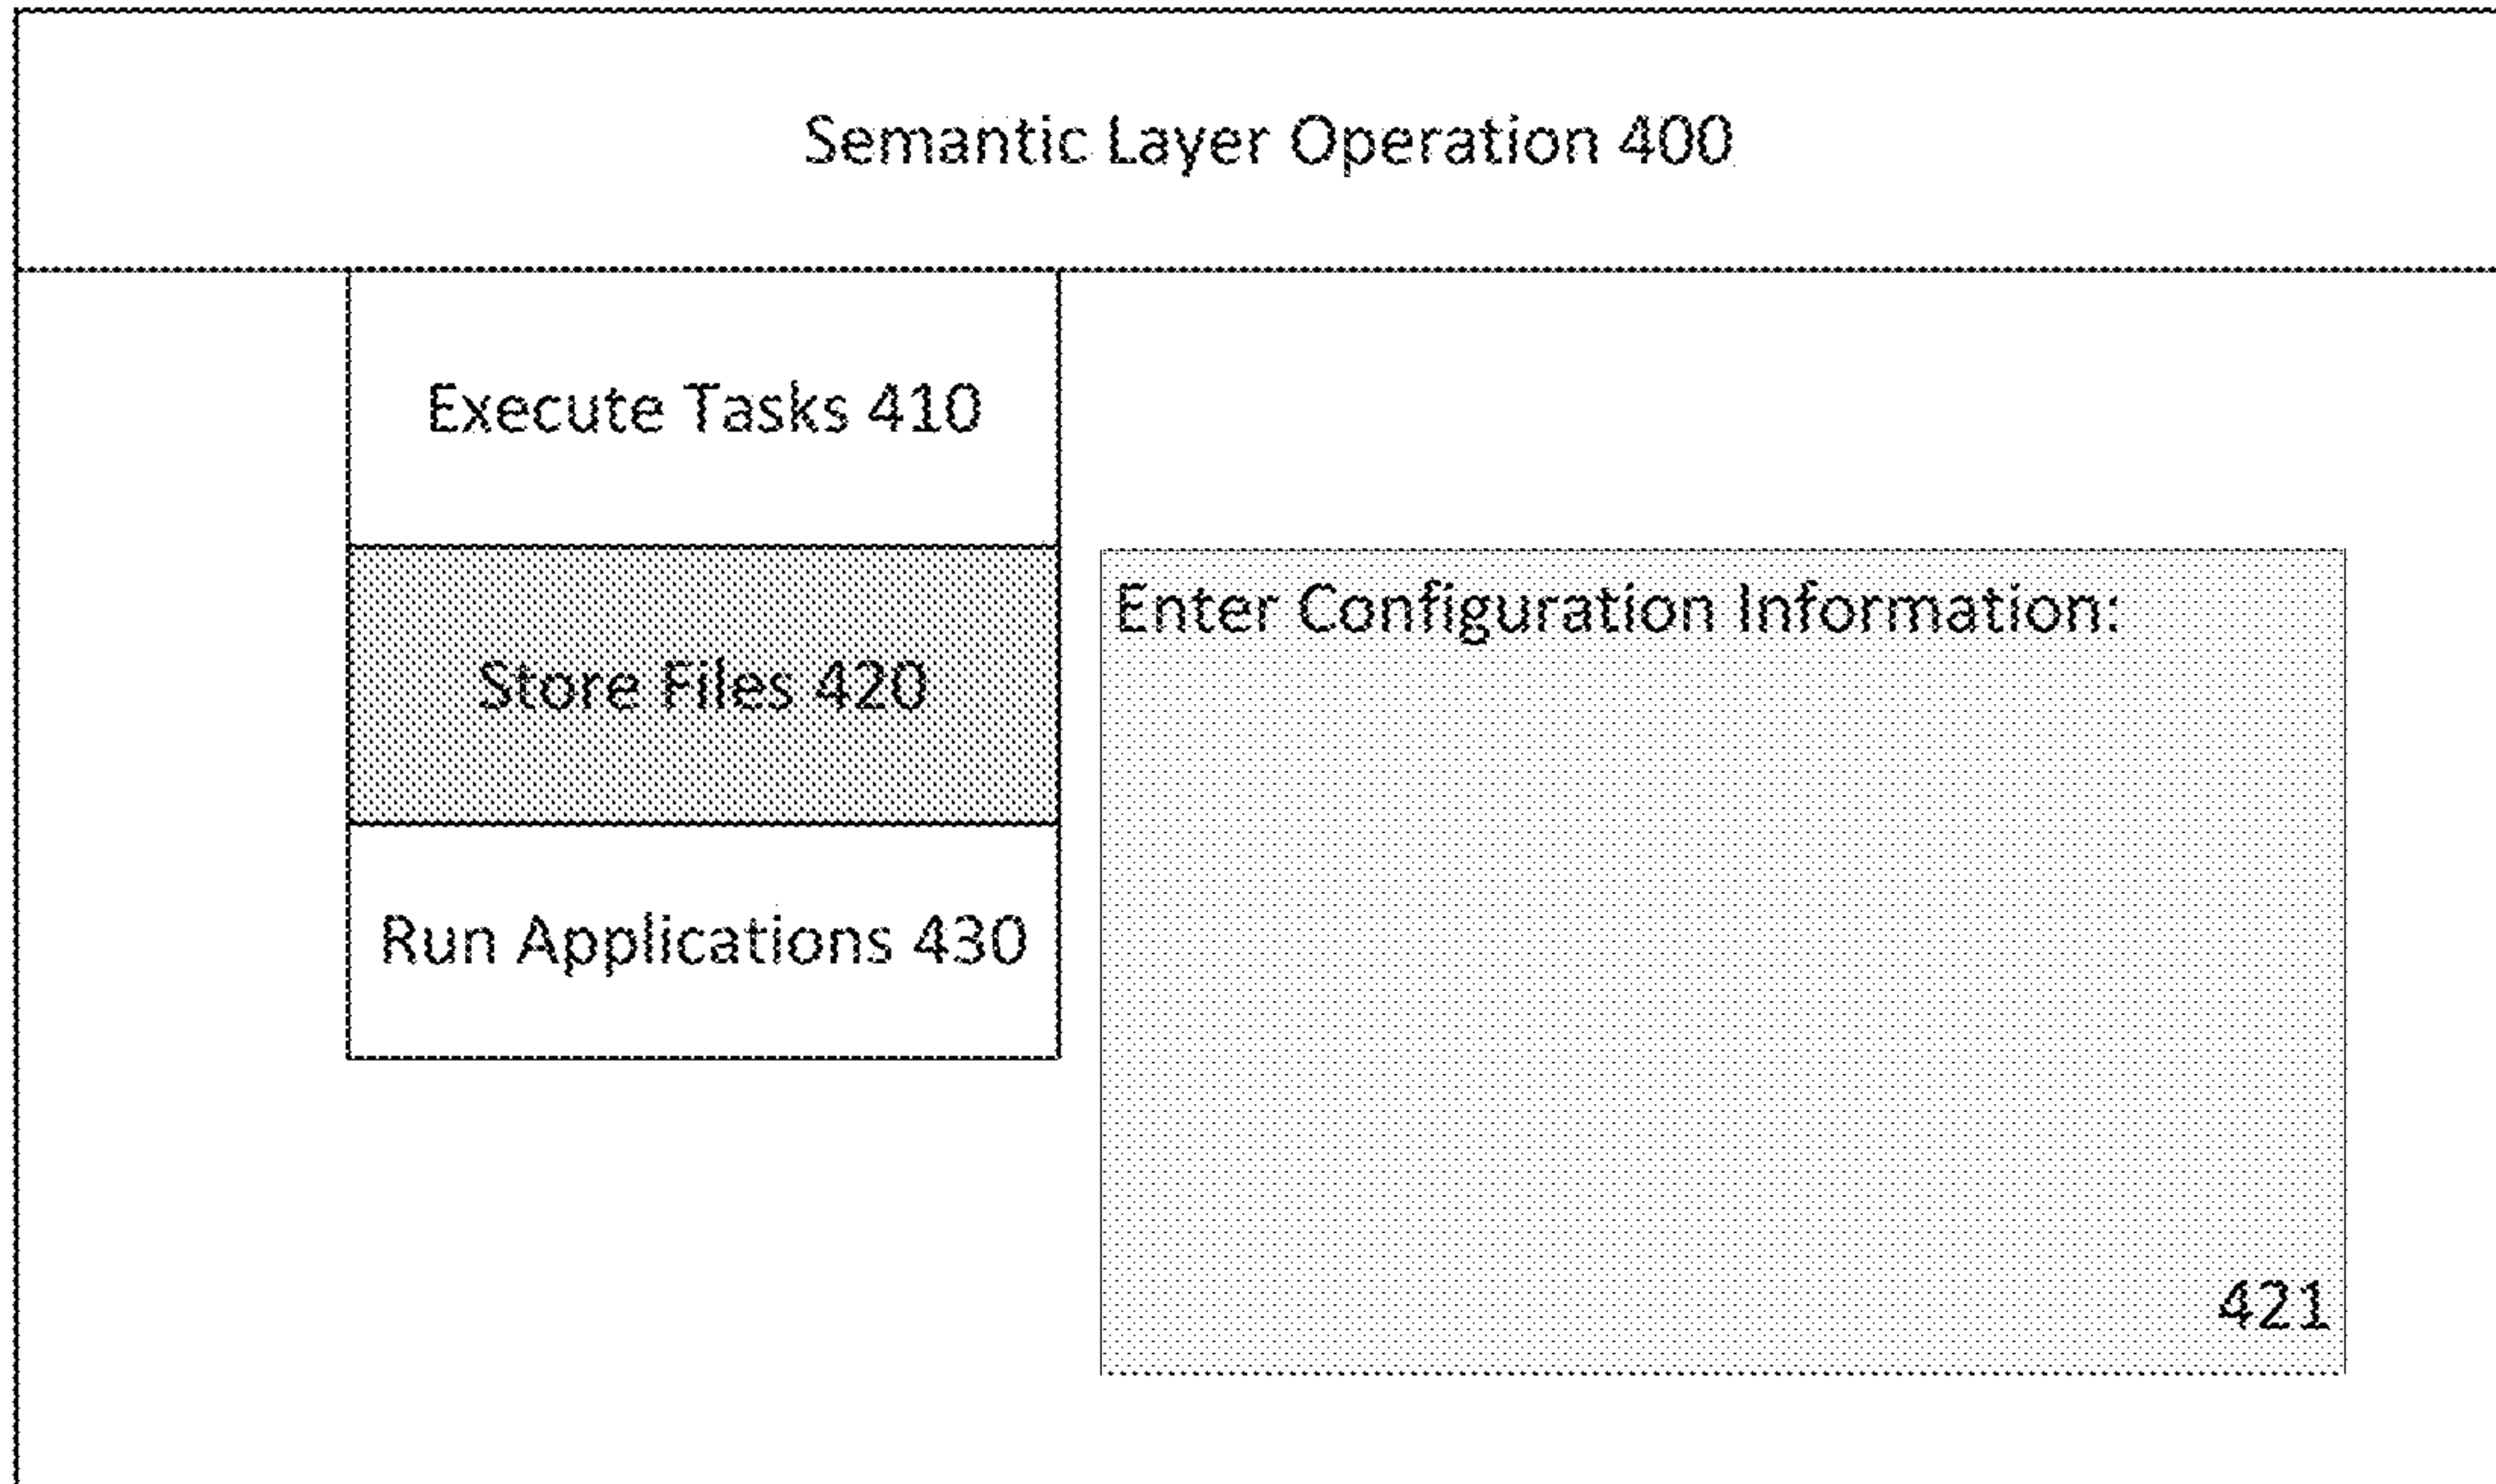 Semantic Layer Operation 400
Execute Tasks 410
Store Files 420
Run Applications 430
Enter Configuration Information:
421